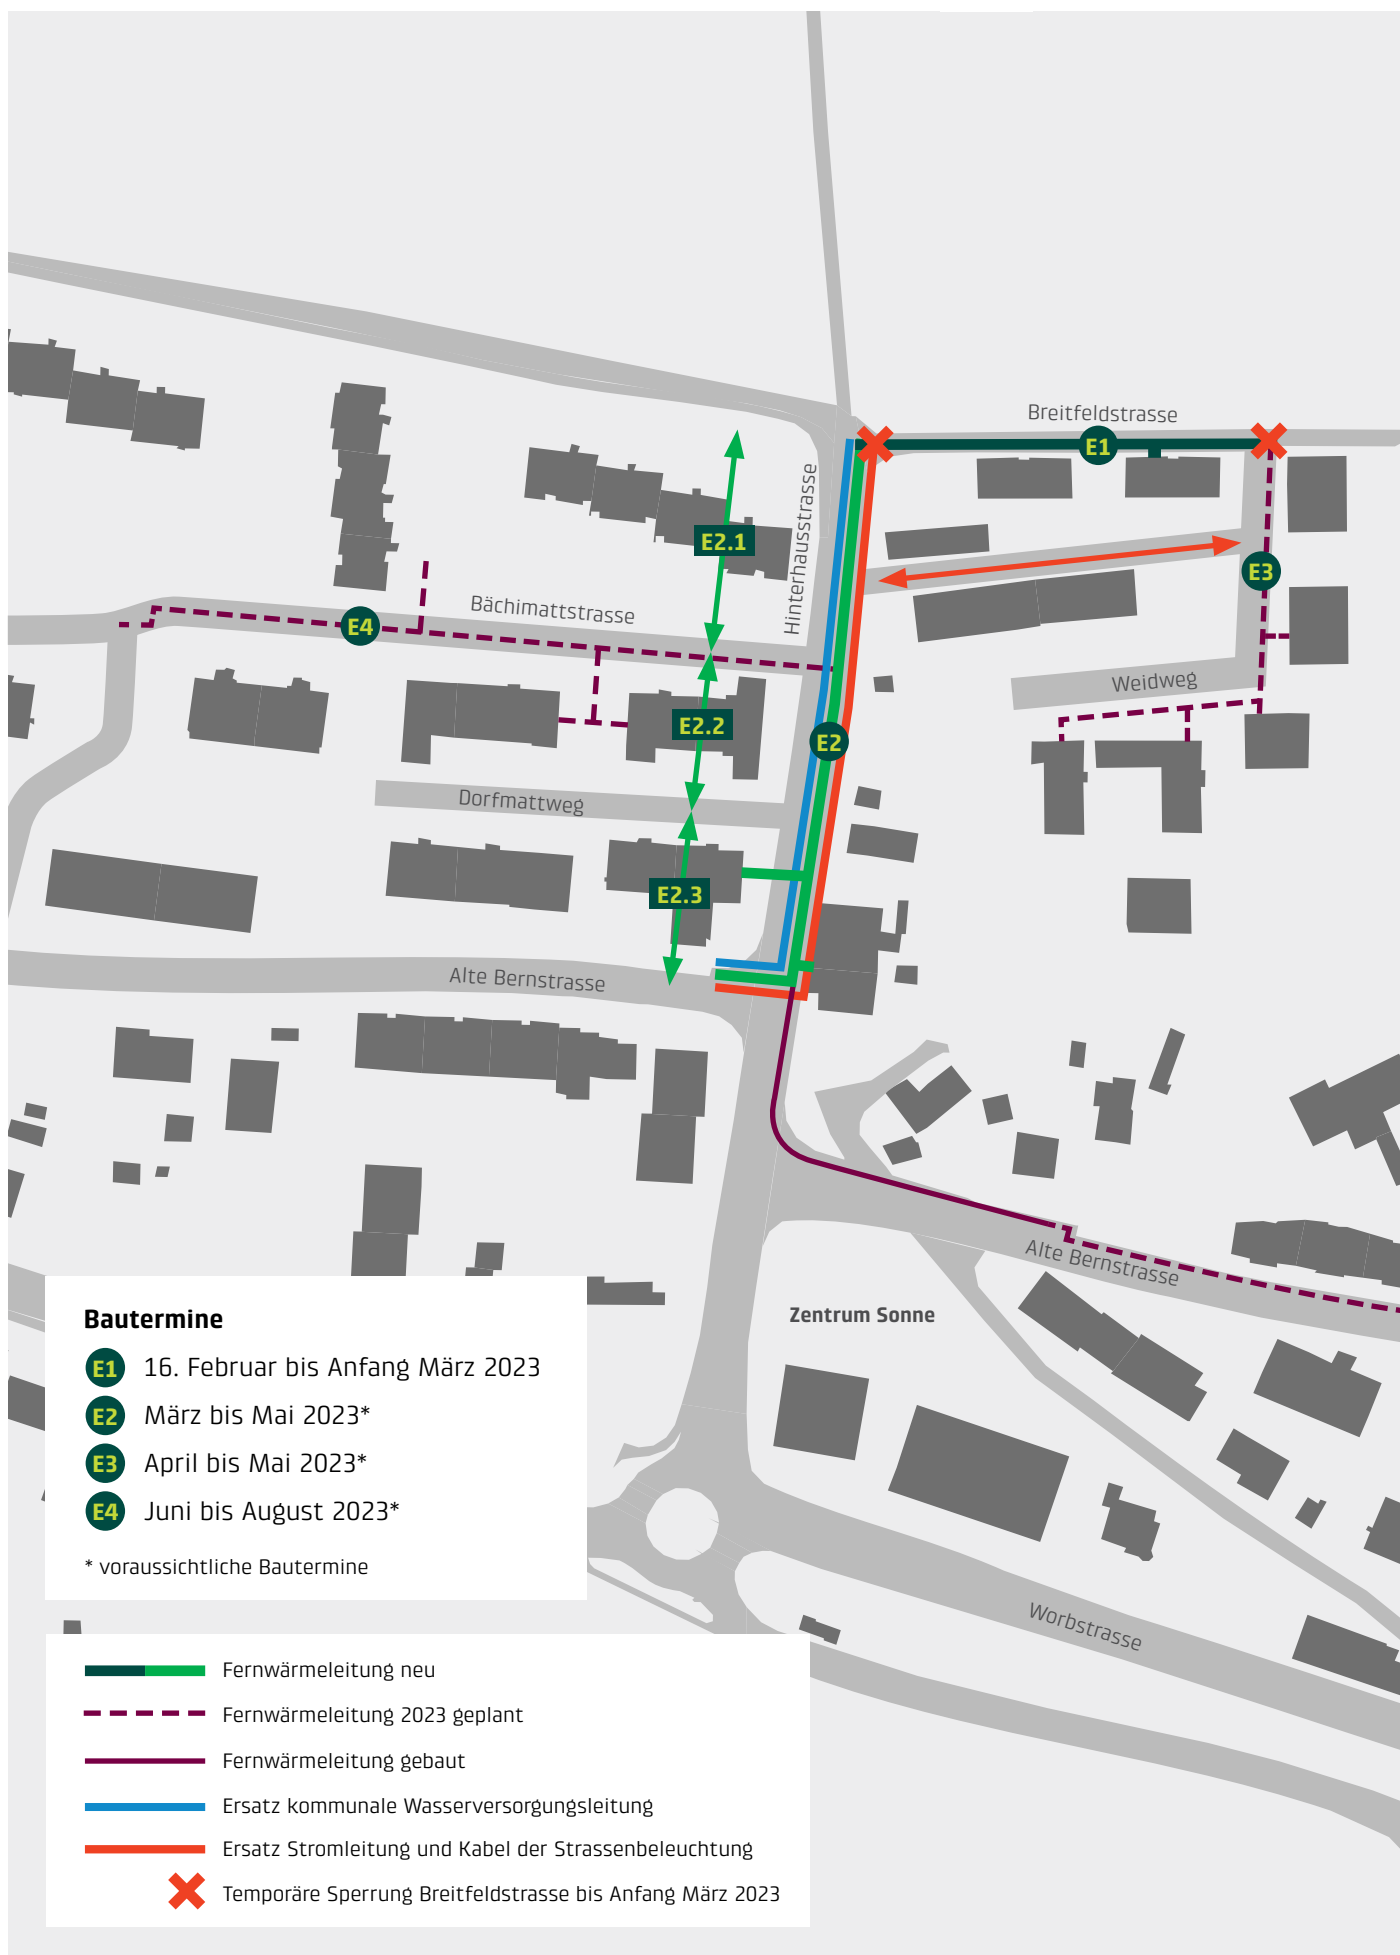 Breitfeldstrasse
E1
Hinterhausstrasse
E2.1
E3
Bächimattstrasse
E4
Weidweg
E2.2
E2
Dorfmattweg
E2.3
Alte Bernstrasse
Alte Bernstrasse
Zentrum Sonne
Worbstrasse
Bautermine
E1 16. Februar bis Anfang März 2023
E2 März bis Mai 2023*
E3 April bis Mai 2023*
E4 Juni bis August 2023*
* voraussichtliche Bautermine
Fernwärmeleitung neu
Fernwärmeleitung 2023 geplant
Fernwärmeleitung gebaut
Ersatz kommunale Wasserversorgungsleitung
Ersatz Stromleitung und Kabel der Strassenbeleuchtung
Temporäre Sperrung Breitfeldstrasse bis Anfang März 2023